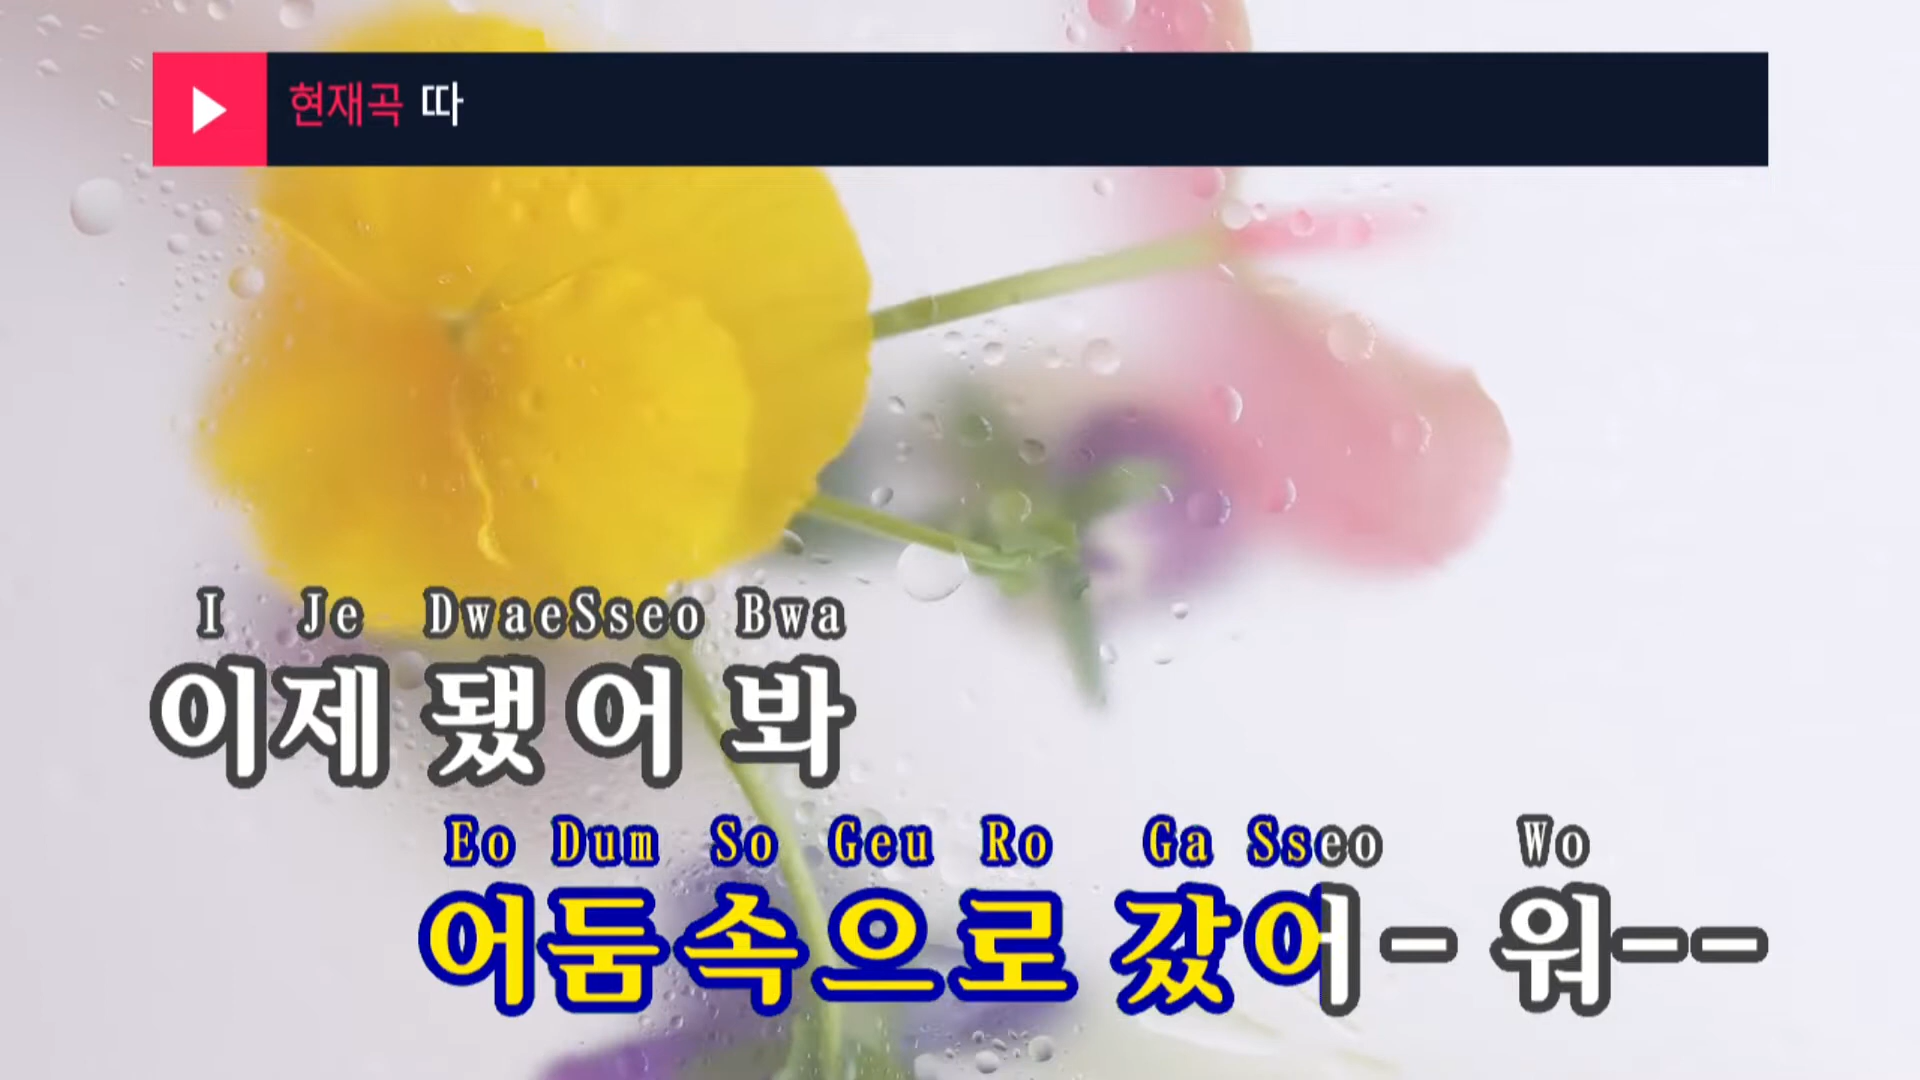 현재곡 따
I Je DwaeSseo Bwa
이제 됐어 봐
Eo Dum So Geu Ro Ga Sseo Wo
어둠속으로 갔어- 워--